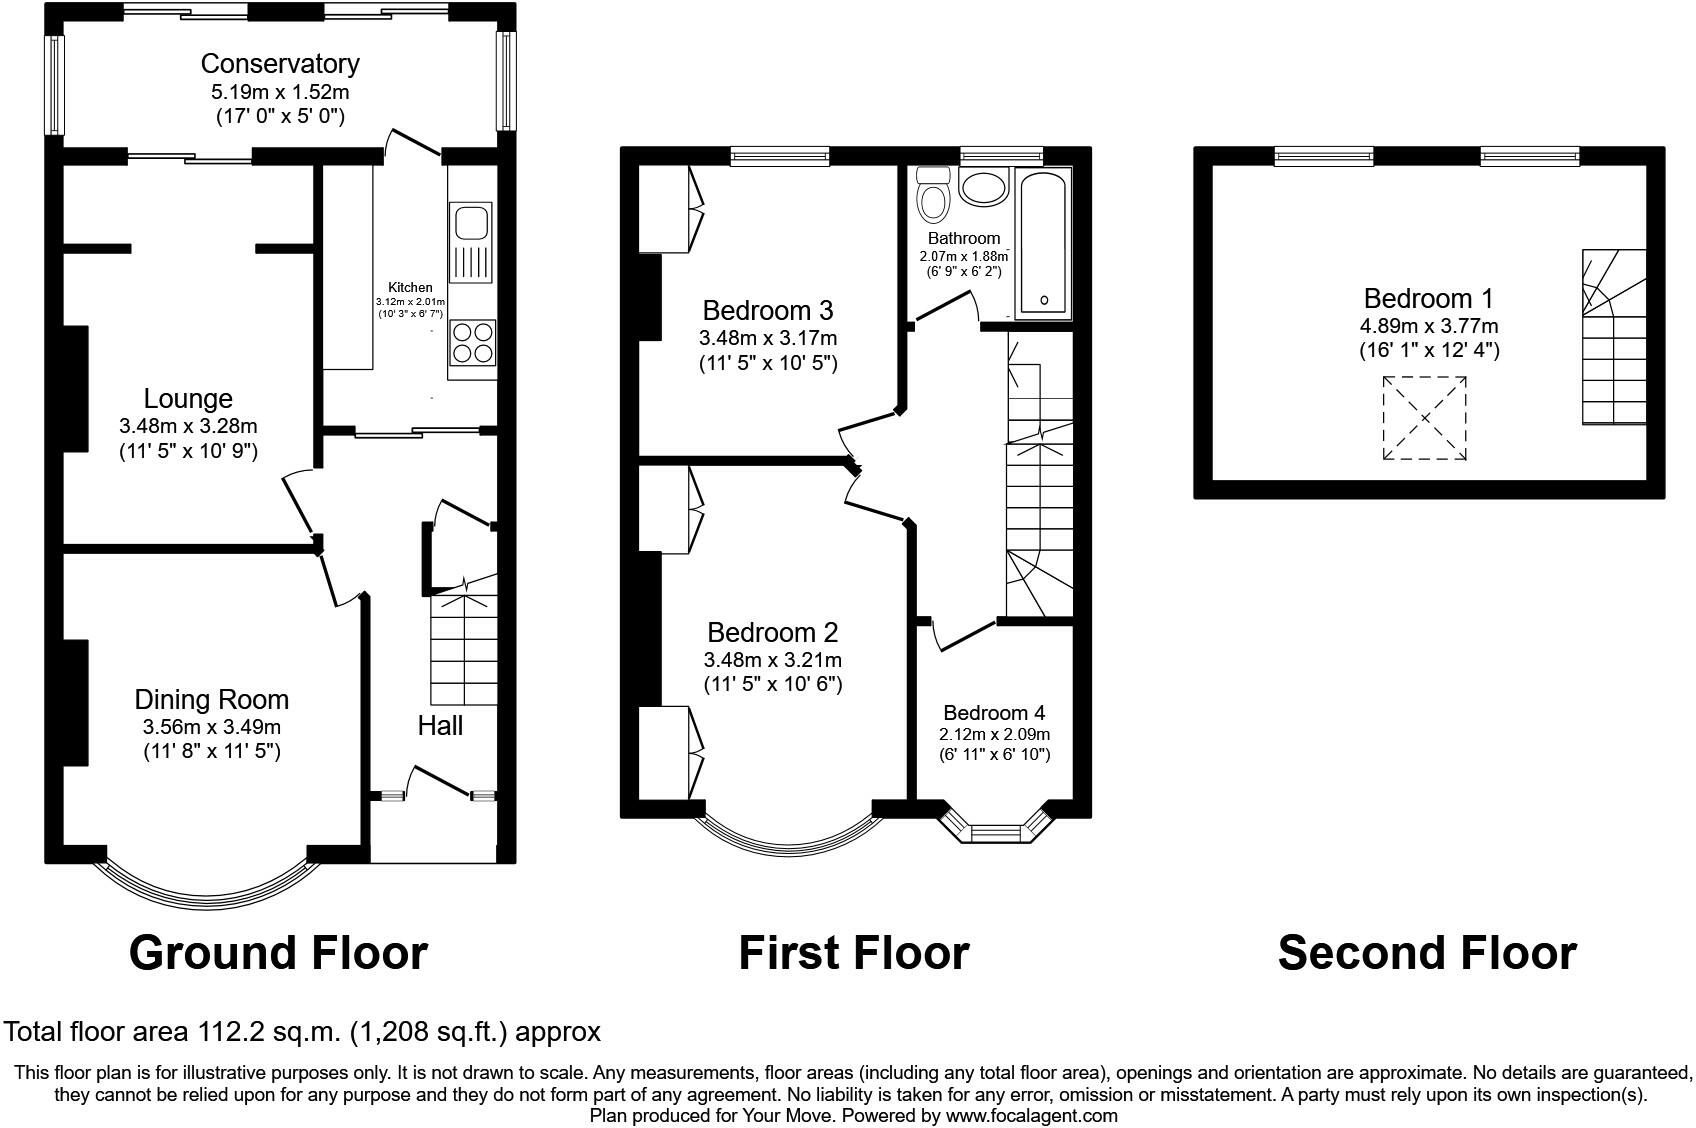 Conservatory
5.19m x 1.52m
(17' 0" x 5' 0")
Kitchen
3.12m x 2.01m
(10' 3" x 6' 7")
Lounge
3.48m x 3.28m
(11' 5" x 10' 9")
Dining Room
3.56m x 3.49m
(11' 8" x 11' 5")
Hall
Ground Floor
Bathroom
2.07m x 1.88m
(6' 9" x 6' 2")
Bedroom 3
3.48m x 3.17m
(11' 5" x 10' 5")
Bedroom 2
3.48m x 3.21m
(11' 5" x 10' 6")
Bedroom 4
2.12m x 2.09m
(6' 11" x 6' 10")
First Floor
Bedroom 1
4.89m x 3.77m
(16' 1" x 12' 4")
Second Floor
Total floor area 112.2 sq.m. (1,208 sq.ft.) approx
This floor plan is for illustrative purposes only. It is not drawn to scale. Any measurements, floor areas (including any total floor area), openings and orientation are approximate. No details are guaranteed,
they cannot be relied upon for any purpose and they do not form part of any agreement. No liability is taken for any error, omission or misstatement. A party must rely upon its own inspection(s).
Plan produced for Your Move. Powered by www.focalagent.com